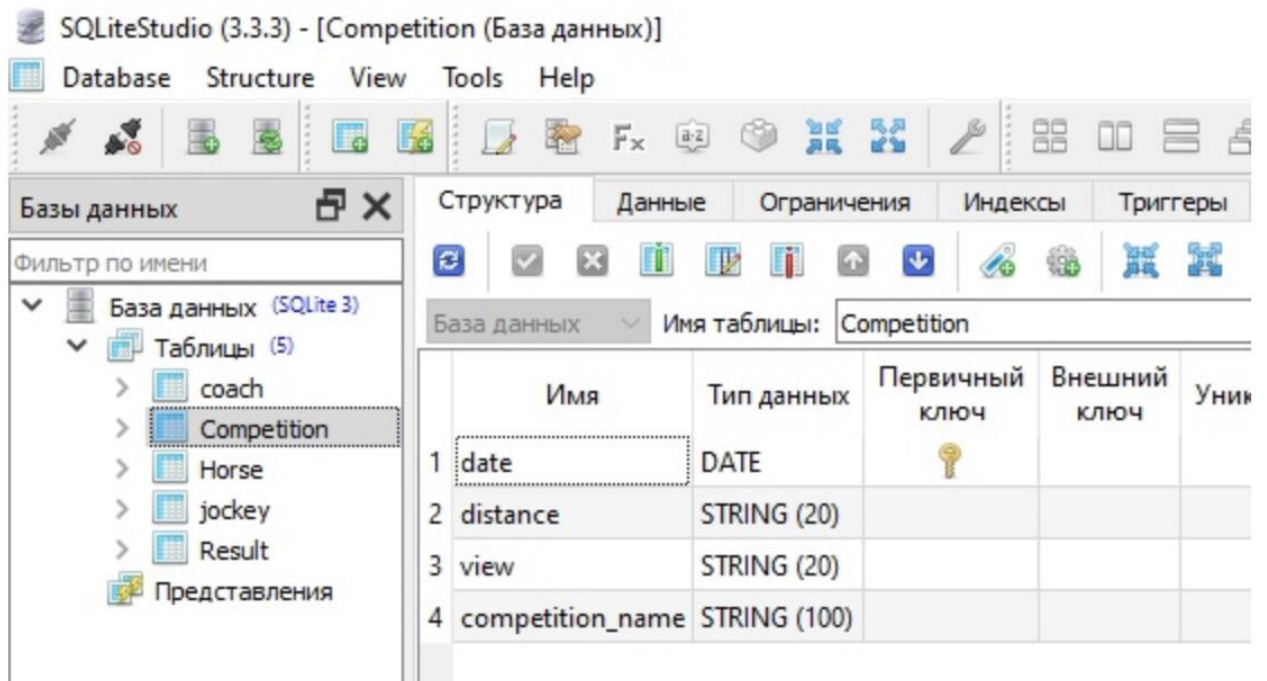 SQLiteStudio (3.3.3) - [Competition (База данных)]
Database Structure View Tools Help
Базы данных
Фильтр по имени
База данных (SQLite 3)
Таблицы (5)
coach
Competition
Horse
jockey
Result
Представления
Структура Данные Ограничения Индексы Триггеры
База данных Имя таблицы: Competition
Имя Тип данных Первичный ключ Внешний ключ Уник
1 date DATE
2 distance STRING (20)
3 view STRING (20)
4 competition_name STRING (100)